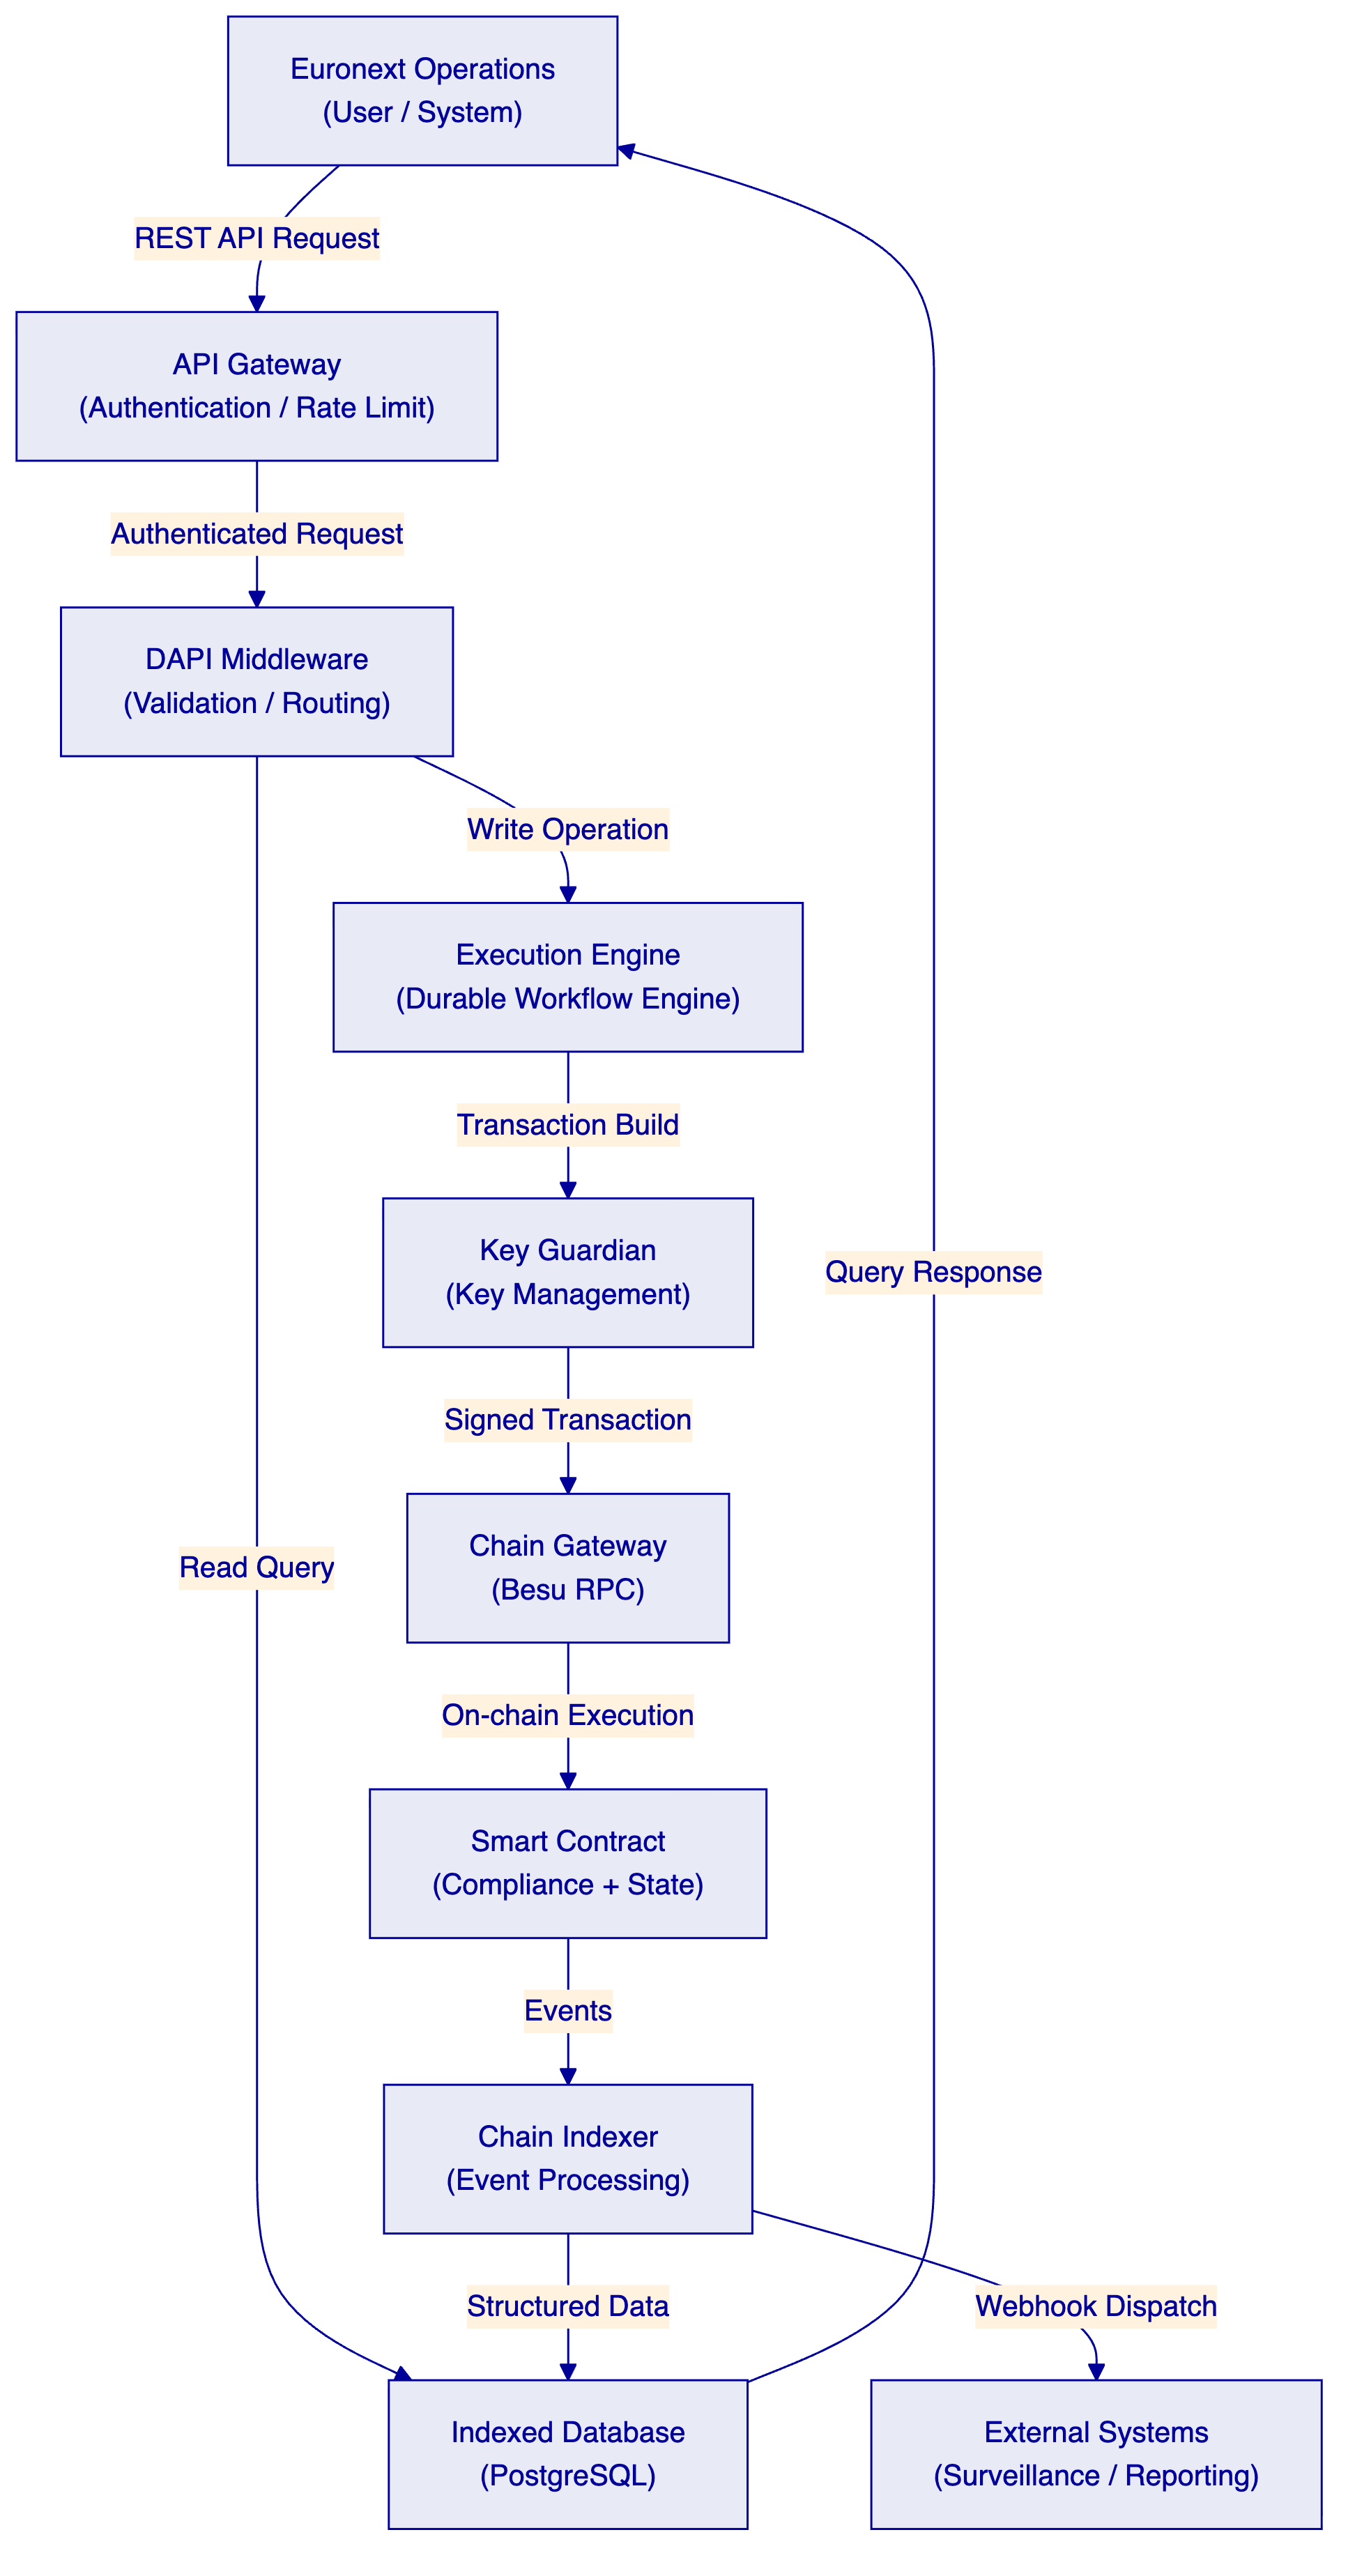 Euronext Operations
(User / System)
REST API Request
API Gateway
(Authentication / Rate Limit)
Authenticated Request
DAPI Middleware
(Validation / Routing)
Write Operation
Execution Engine
(Durable Workflow Engine)
Transaction Build
Key Guardian
(Key Management)
Query Response
Signed Transaction
Chain Gateway
(Besu RPC)
Read Query
On-chain Execution
Smart Contract
(Compliance + State)
Events
Chain Indexer
(Event Processing)
Structured Data
Webhook Dispatch
Indexed Database
(PostgreSQL)
External Systems
(Surveillance / Reporting)